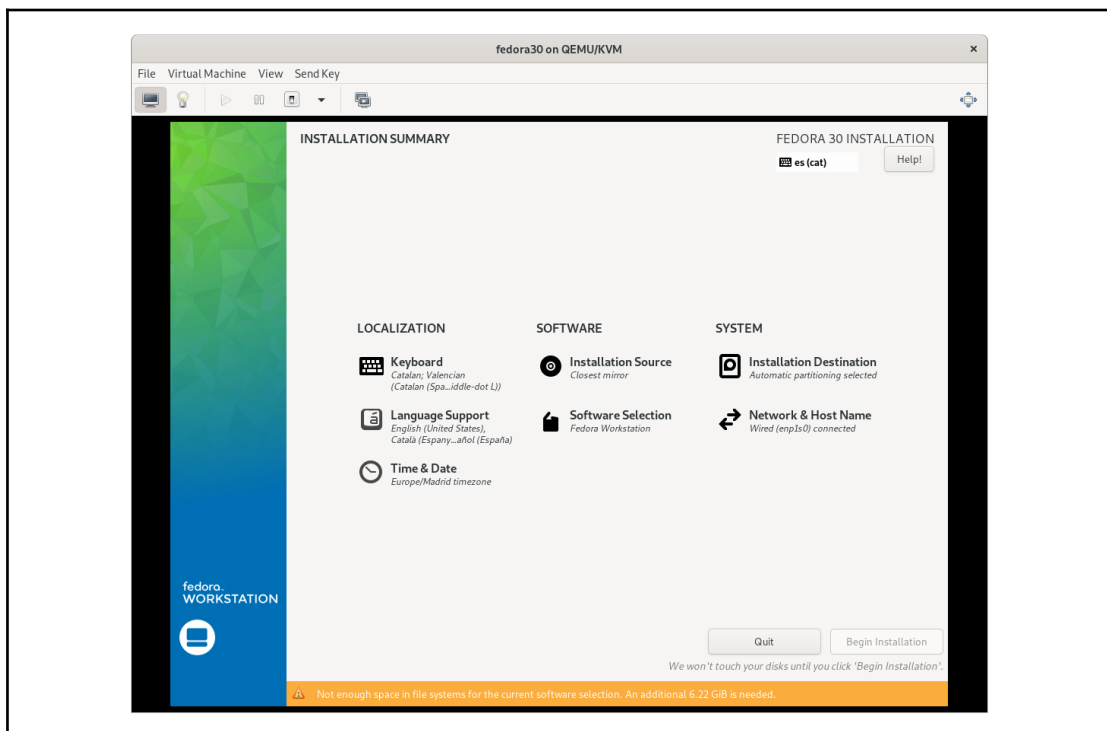 fedora30 on QEMU/KVM
File Virtual Machine View Send Key
INSTALLATION SUMMARY
FEDORA 30 INSTALLATION
es (cat)
Help!
LOCALIZATION
Keyboard
Catalan; Valencian
(Catalan (Spa...iddle-dot L))
Language Support
English (United States),
Català (Espany...añol (España)
Time & Date
Europe/Madrid timezone
SOFTWARE
Installation Source
Closest mirror
Software Selection
Fedora Workstation
SYSTEM
Installation Destination
Automatic partitioning selected
Network & Host Name
Wired (enp1s0) connected
fedora.
WORKSTATION
Quit
Begin Installation
We won't touch your disks until you click 'Begin Installation'.
Not enough space in file systems for the current software selection. An additional 6.22 GiB is needed.